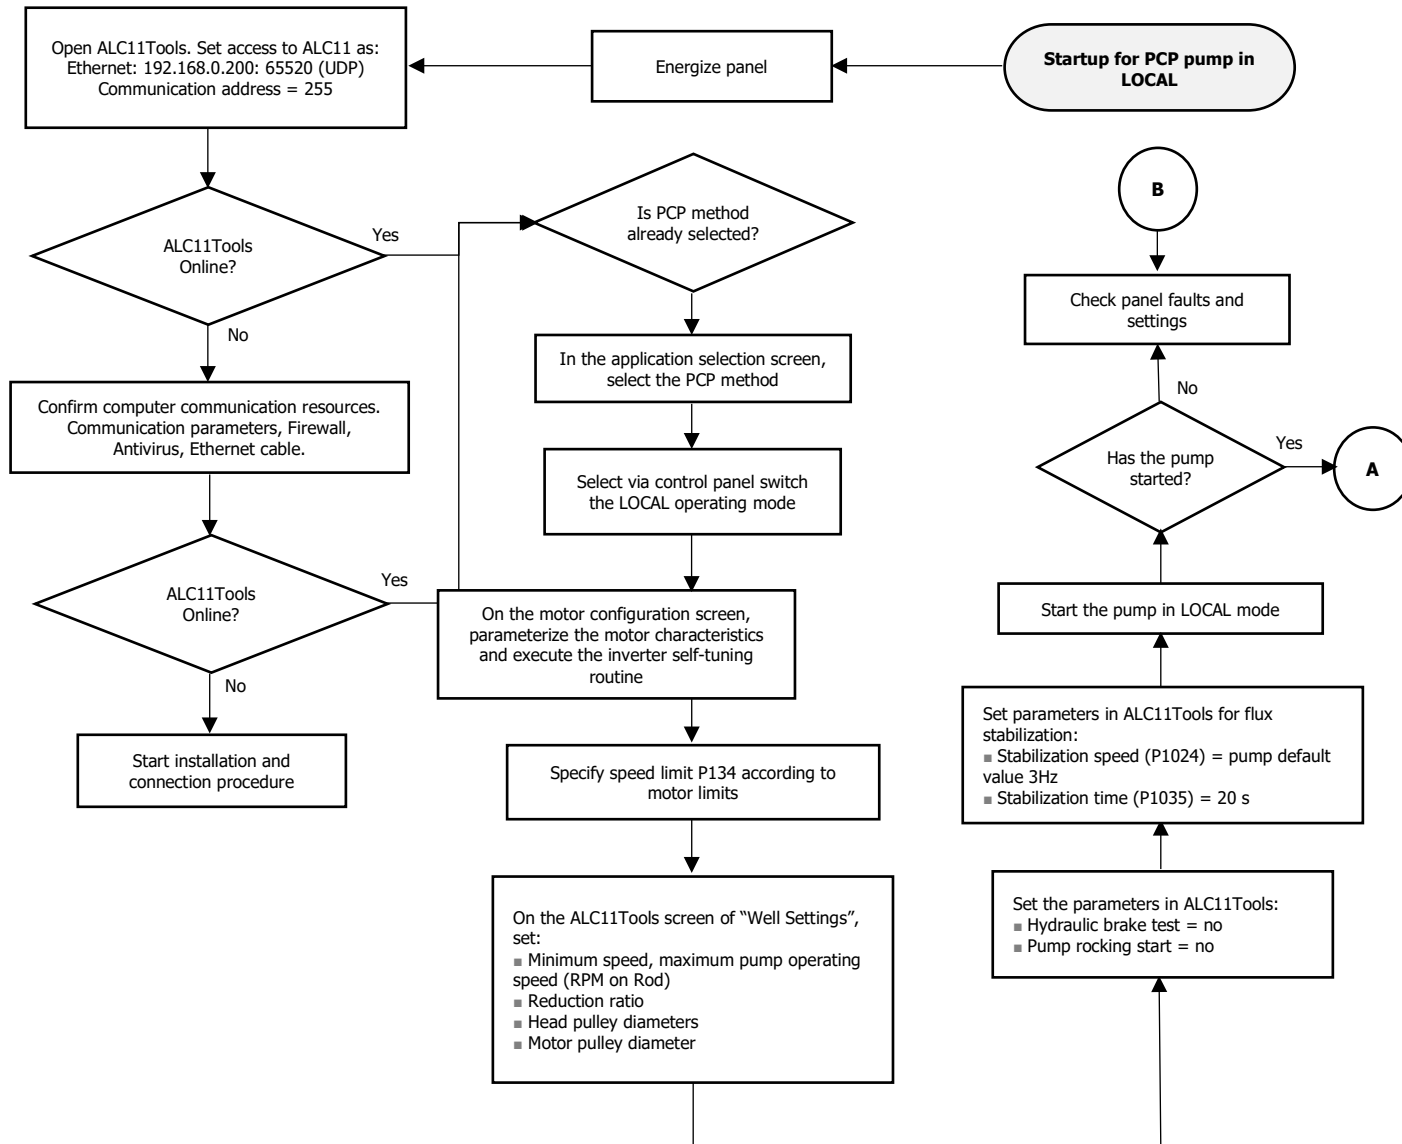 Startup for PCP pump in
LOCAL
Energize panel
Open ALC11Tools. Set access to ALC11 as:
Ethernet: 192.168.0.200: 65520 (UDP)
Communication address = 255
ALC11Tools
Online?
Yes
No
Confirm computer communication resources.
Communication parameters, Firewall,
Antivirus, Ethernet cable.
ALC11Tools
Online?
Yes
No
Start installation and
connection procedure
Is PCP method
already selected?
In the application selection screen,
select the PCP method
Select via control panel switch
the LOCAL operating mode
On the motor configuration screen,
parameterize the motor characteristics
and execute the inverter self-tuning
routine
Specify speed limit P134 according to
motor limits
On the ALC11Tools screen of “Well Settings”,
set:
■ Minimum speed, maximum pump operating
speed (RPM on Rod)
■ Reduction ratio
■ Head pulley diameters
■ Motor pulley diameter
Set the parameters in ALC11Tools:
■ Hydraulic brake test = no
■ Pump rocking start = no
Set parameters in ALC11Tools for flux
stabilization:
■ Stabilization speed (P1024) = pump default
value 3Hz
■ Stabilization time (P1035) = 20 s
Start the pump in LOCAL mode
Has the pump
started?
Yes
A
No
Check panel faults and
settings
B